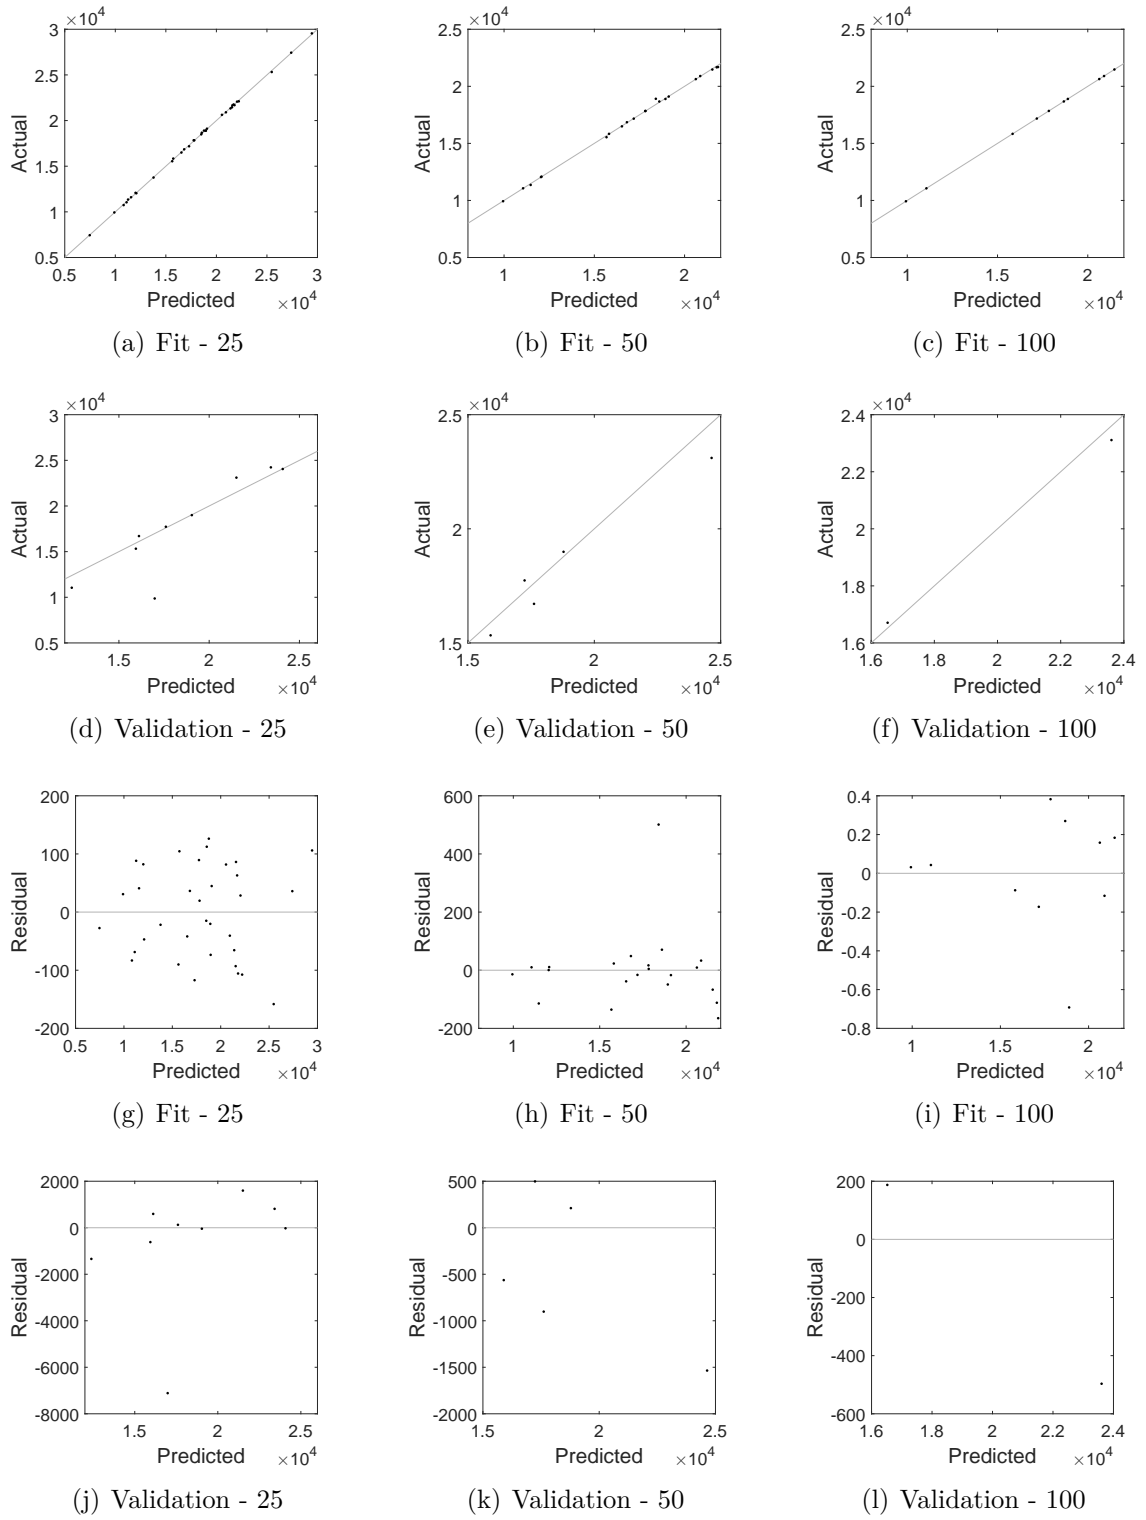 ×10⁴
3
2.5
2
1.5
1
0.5
Actual
0.5 1 1.5 2 2.5 3
Predicted ×10⁴
(a) Fit - 25
×10⁴
2.5
2
1.5
1
0.5
Actual
1 1.5 2
Predicted ×10⁴
(b) Fit - 50
×10⁴
2.5
2
1.5
1
0.5
Actual
1 1.5 2
Predicted ×10⁴
(c) Fit - 100
×10⁴
3
2.5
2
1.5
1
0.5
Actual
1.5 2 2.5
Predicted ×10⁴
(d) Validation - 25
×10⁴
2.5
2
1.5
Actual
1.5 2 2.5
Predicted ×10⁴
(e) Validation - 50
×10⁴
2.4
2.2
2
1.8
1.6
Actual
1.6 1.8 2 2.2 2.4
Predicted ×10⁴
(f) Validation - 100
200
100
0
-100
-200
Residual
0.5 1 1.5 2 2.5 3
Predicted ×10⁴
(g) Fit - 25
600
400
200
0
-200
Residual
1 1.5 2
Predicted ×10⁴
(h) Fit - 50
0.4
0.2
0
-0.2
-0.4
-0.6
-0.8
Residual
1 1.5 2
Predicted ×10⁴
(i) Fit - 100
2000
0
-2000
-4000
-6000
-8000
Residual
1.5 2 2.5
Predicted ×10⁴
(j) Validation - 25
500
0
-500
-1000
-1500
-2000
Residual
1.5 2 2.5
Predicted ×10⁴
(k) Validation - 50
200
0
-200
-400
-600
Residual
1.6 1.8 2 2.2 2.4
Predicted ×10⁴
(l) Validation - 100